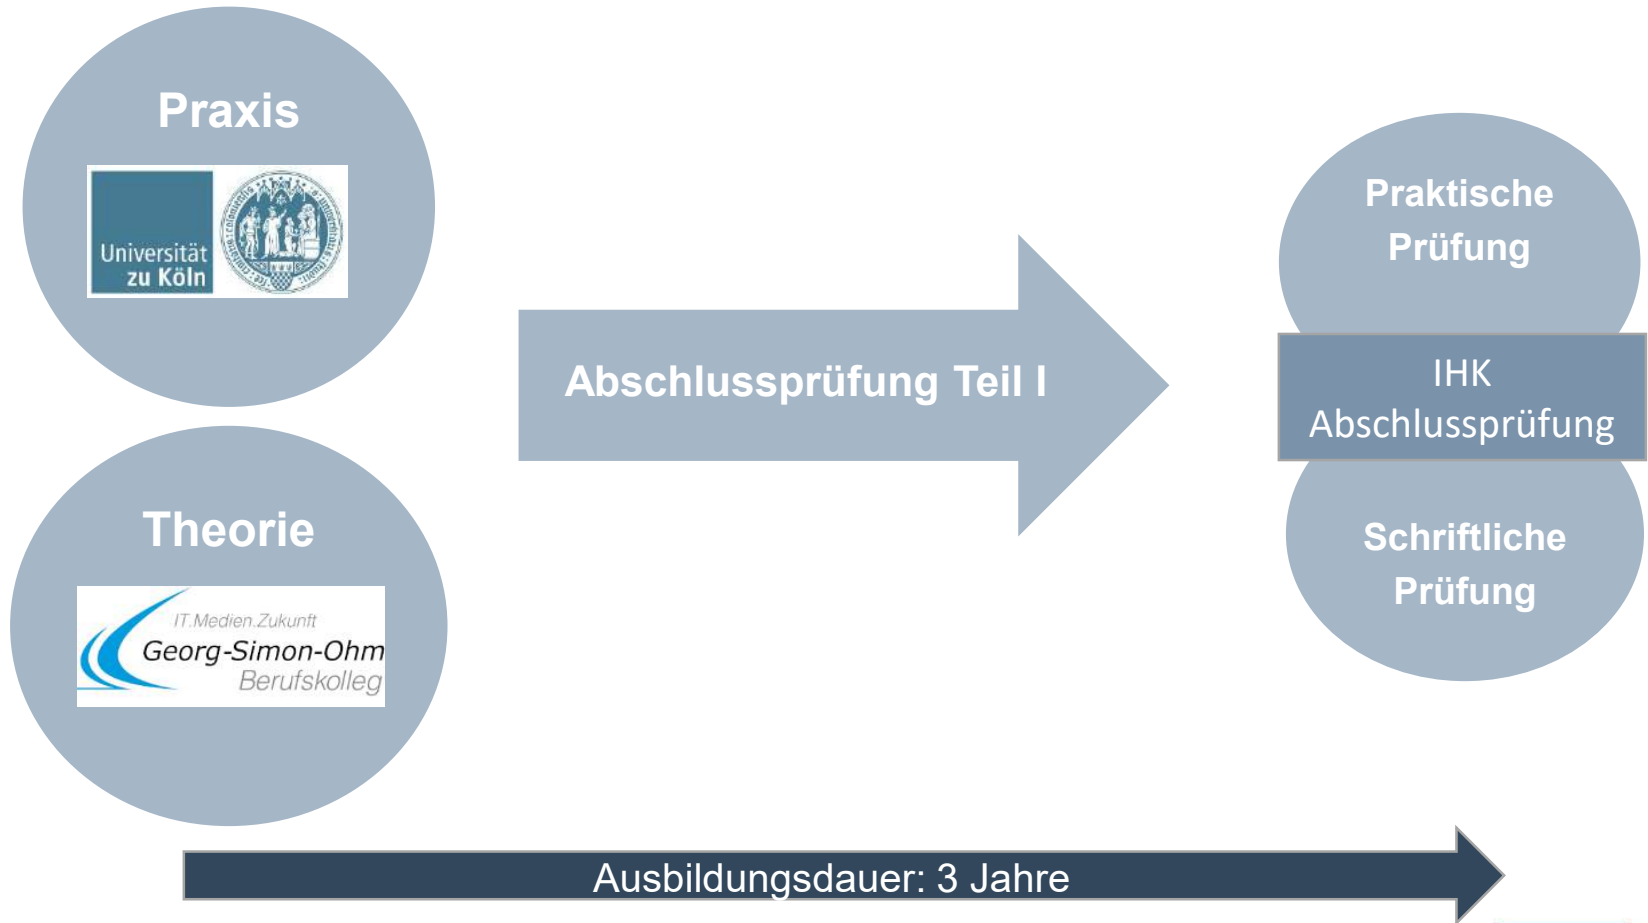 Praxis
Universität
zu Köln
Theorie
IT.Medien.Zukunft
Georg-Simon-Ohm
Berufskolleg
Abschlussprüfung Teil I
Praktische
Prüfung
IHK
Abschlussprüfung
Schriftliche
Prüfung
Ausbildungsdauer: 3 Jahre